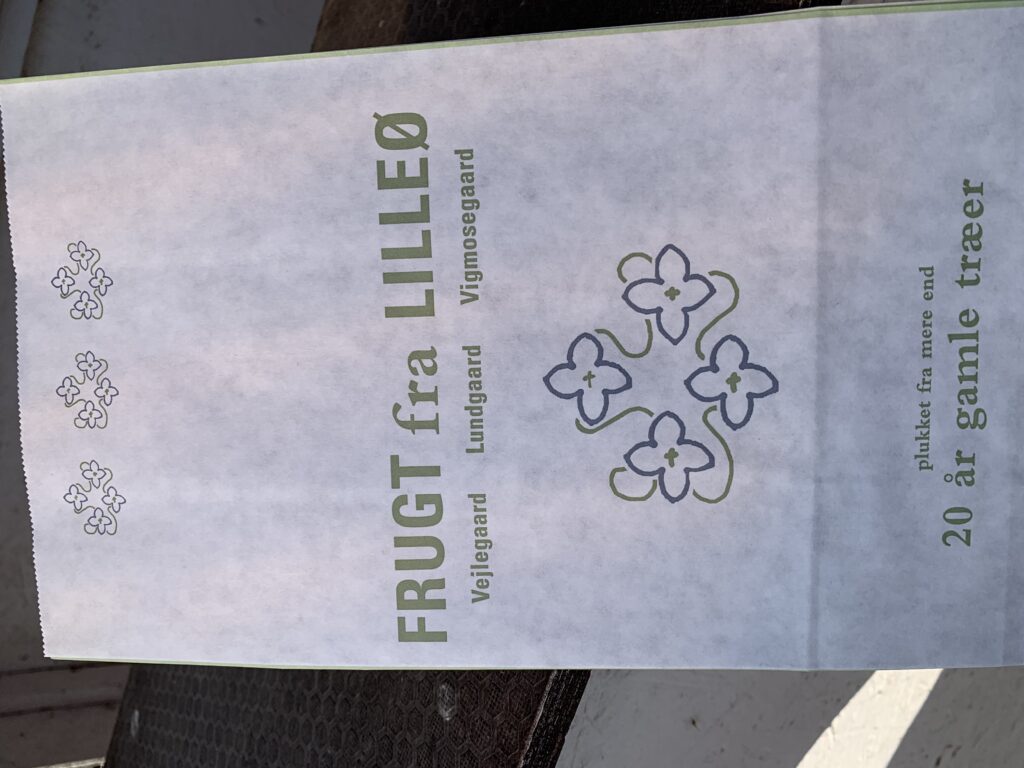 FRUGT fra LILLEØ
Vejlegaard Lundgaard Vigmosegaard
plukket fra mere end
20 år gamle træer